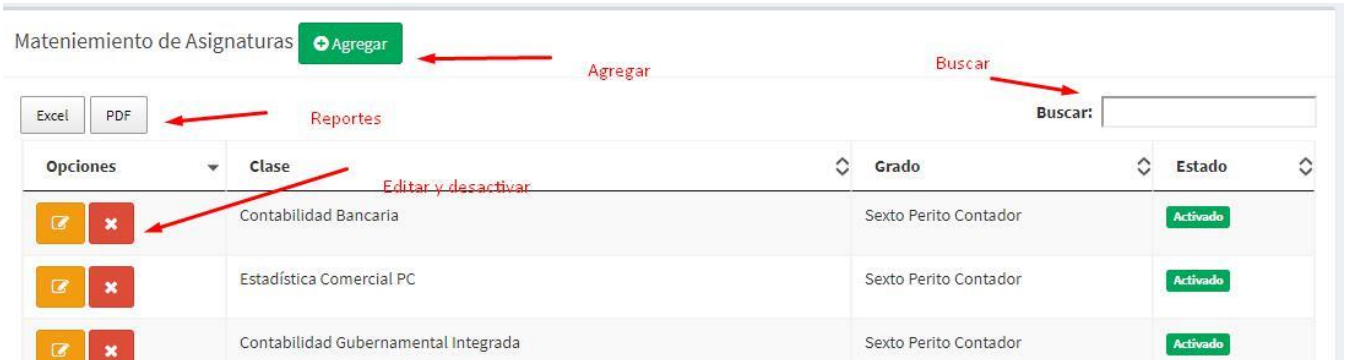 Mateniemiento de Asignaturas Agregar
Agregar
Buscar
Excel PDF
Reportes
Buscar:
Opciones Clase Grado Estado
Editar y desactivar
Contabilidad Bancaria Sexto Perito Contador Activado
Estadística Comercial PC Sexto Perito Contador Activado
Contabilidad Gubernamental Integrada Sexto Perito Contador Activado